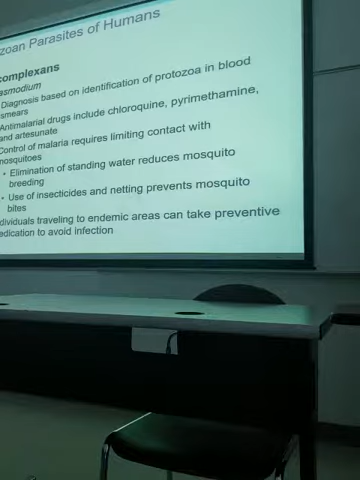 zoan Parasites of Humans
complexans
asmodium
Diagnosis based on identification of protozoa in blood
smears
Antimalarial drugs include chloroquine, pyrimethamine,
and artesunate
Control of malaria requires limiting contact with
mosquitoes
• Elimination of standing water reduces mosquito
breeding
• Use of insecticides and netting prevents mosquito
bites
dividuals traveling to endemic areas can take preventive
edication to avoid infection